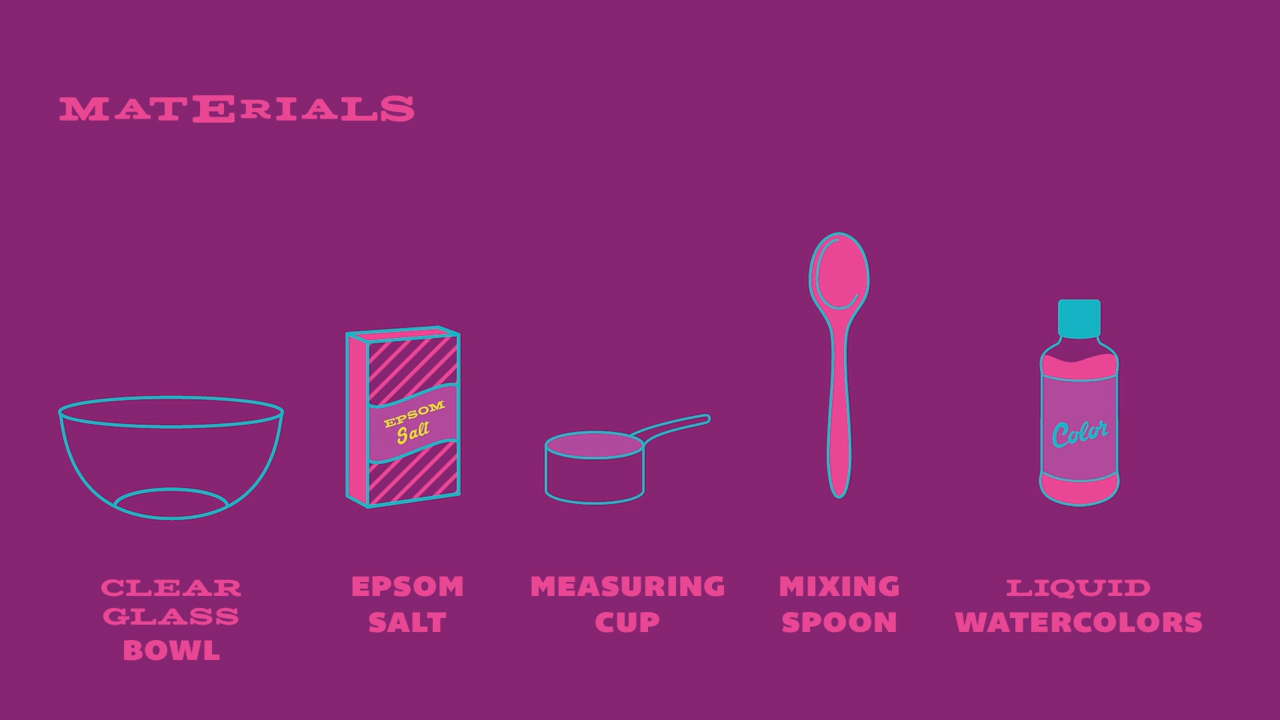 MATERIALS
EPSOM
Salt
Color
CLEAR
GLASS
BOWL
EPSOM
SALT
MEASURING
CUP
MIXING
SPOON
LIQUID
WATERCOLORS